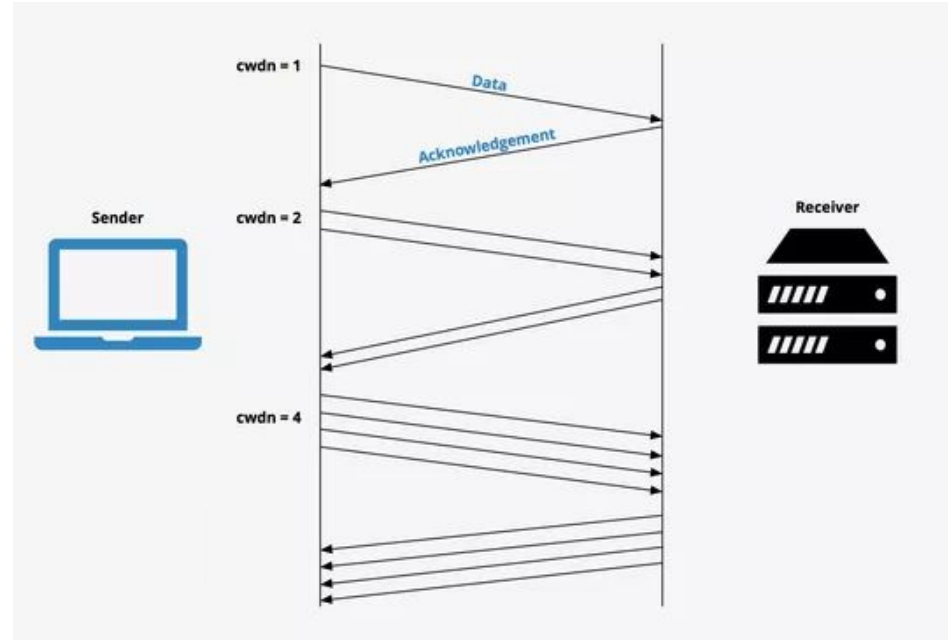 cwdn = 1
Data
Acknowledgement
Sender
cwdn = 2
Receiver
cwdn = 4